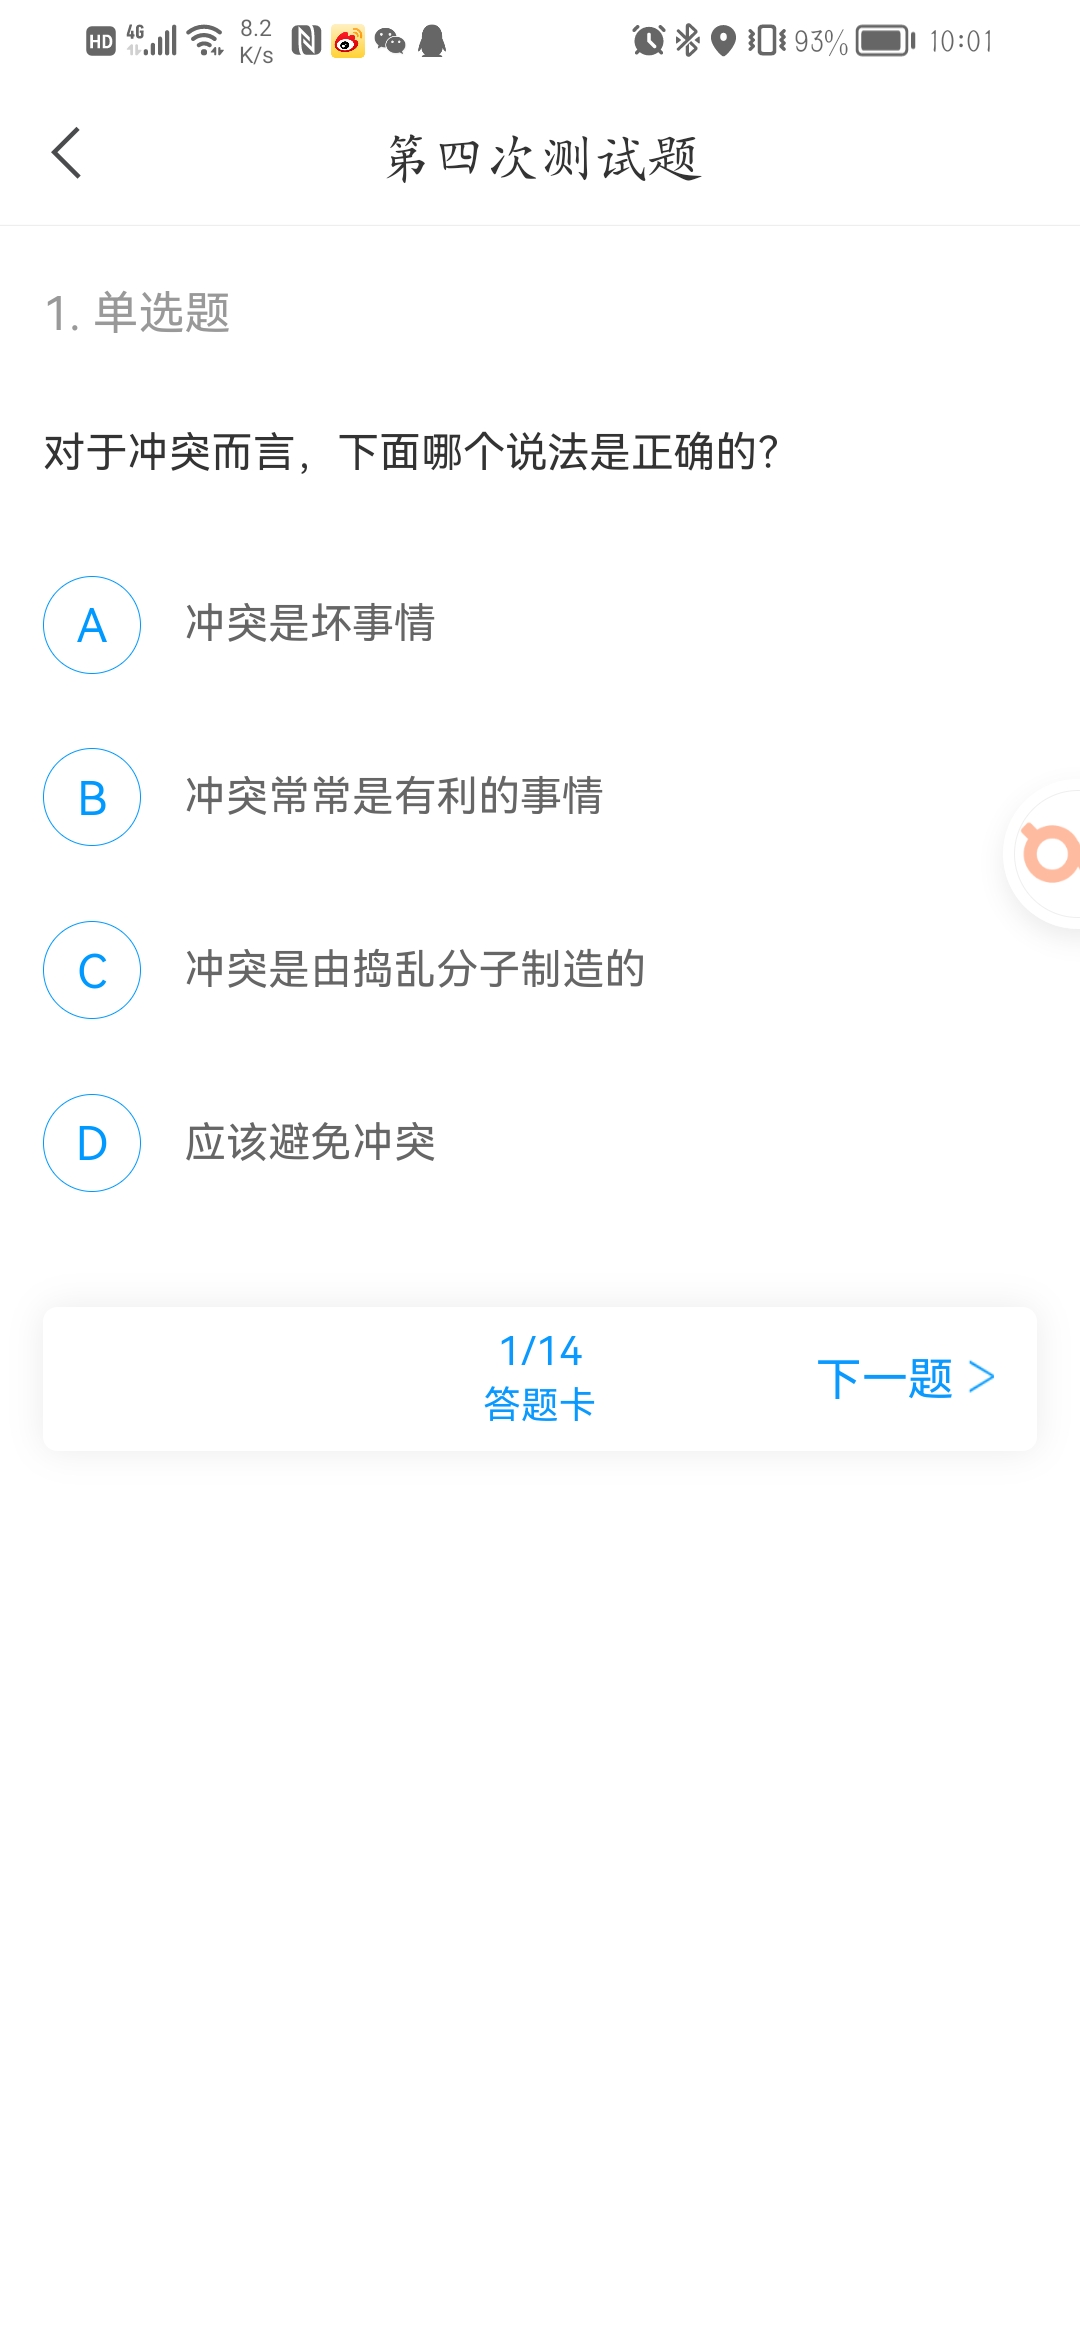 HD 4G 8.2 K/s 93% 10:01
第四次测试题
1. 单选题
对于冲突而言，下面哪个说法是正确的?
A 冲突是坏事情
B 冲突常常是有利的事情
C 冲突是由捣乱分子制造的
D 应该避免冲突
1/14
答题卡
下一题 >